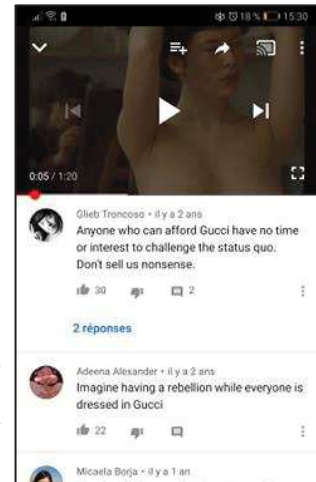 18 % 15:30
0:05 / 1:20
Glieb Troncoso • il y a 2 ans
Anyone who can afford Gucci have no time
or interest to challenge the status quo.
Don't sell us nonsense.
30 2
2 réponses
Adeena Alexander • il y a 2 ans
Imagine having a rebellion while everyone is
dressed in Gucci
22
Micaela Borja • il y a 1 an